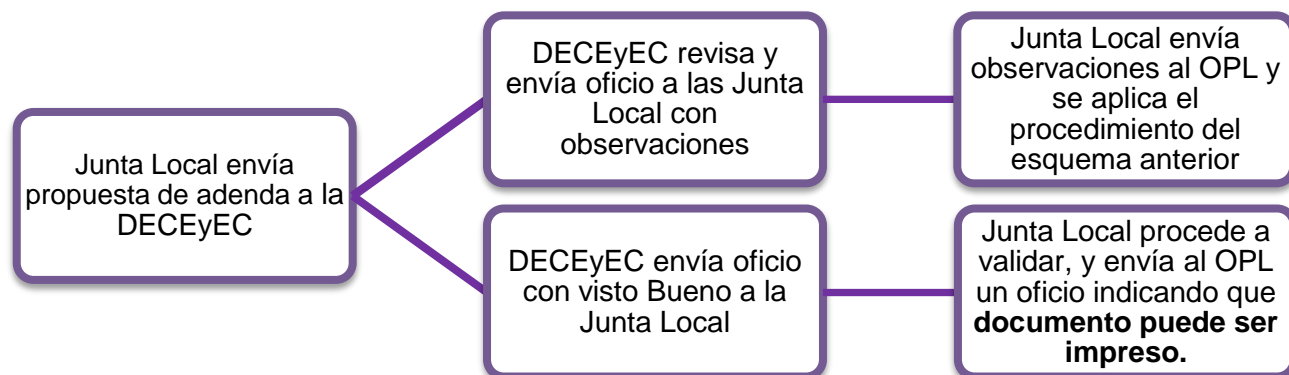 Junta Local envía
propuesta de adenda a la
DECEyEC
DECEyEC revisa y
envía oficio a las Junta
Local con
observaciones
Junta Local envía
observaciones al OPL y
se aplica el
procedimiento del
esquema anterior
DECEyEC envía oficio
con visto Bueno a la
Junta Local
Junta Local procede a
validar, y envía al OPL
un oficio indicando que
documento puede ser
impreso.